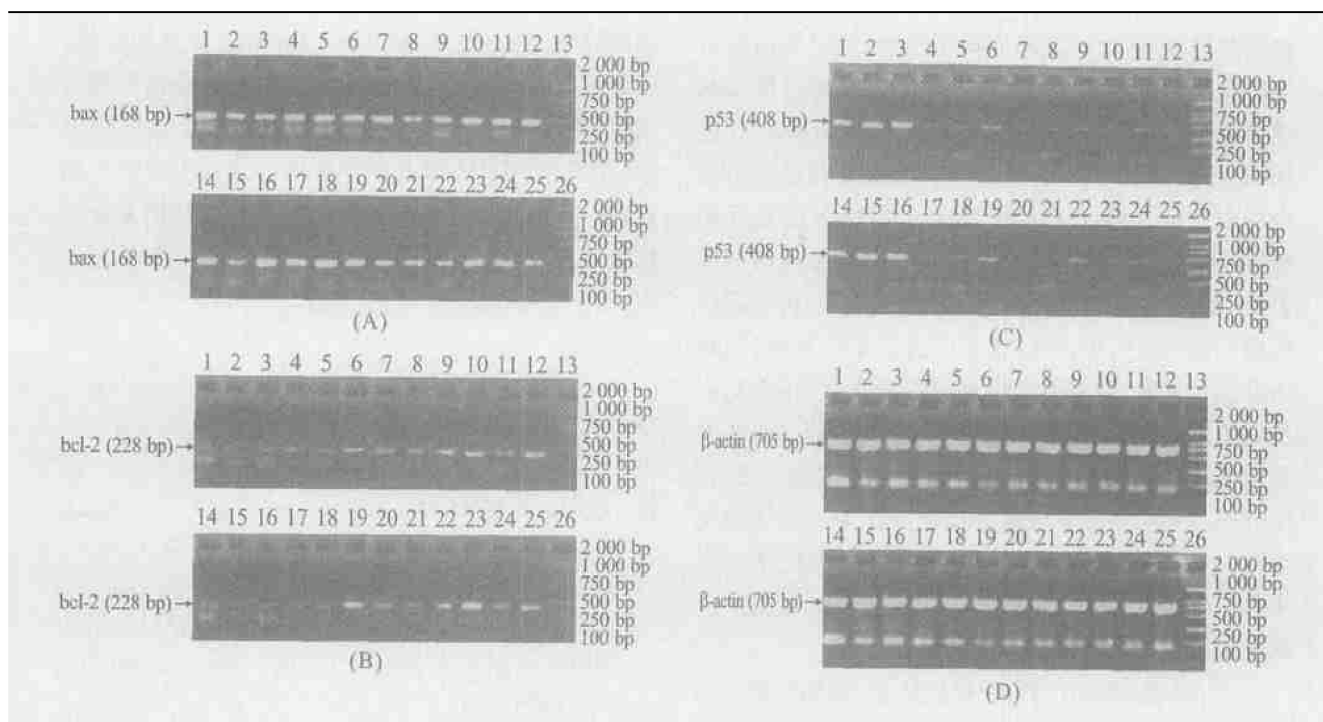 1 2 3 4 5 6 7 8 9 10 11 12 13
2 000 bp
1 000 bp
750 bp
bax (168 bp)
500 bp
250 bp
100 bp
14 15 16 17 18 19 20 21 22 23 24 25 26
2 000 bp
1 000 bp
750 bp
bax (168 bp)
500 bp
250 bp
100 bp
(A)
1 2 3 4 5 6 7 8 9 10 11 12 13
2 000 bp
1 000 bp
750 bp
bcl-2 (228 bp)
500 bp
250 bp
100 bp
14 15 16 17 18 19 20 21 22 23 24 25 26
2 000 bp
1 000 bp
750 bp
bcl-2 (228 bp)
500 bp
250 bp
100 bp
(B)
1 2 3 4 5 6 7 8 9 10 11 12 13
2 000 bp
1 000 bp
p53 (408 bp)
750 bp
500 bp
250 bp
100 bp
14 15 16 17 18 19 20 21 22 23 24 25 26
2 000 bp
p53 (408 bp)
1 000 bp
750 bp
500 bp
250 bp
100 bp
(C)
1 2 3 4 5 6 7 8 9 10 11 12 13
2 000 bp
1 000 bp
β-actin (705 bp)
750 bp
500 bp
250 bp
100 bp
14 15 16 17 18 19 20 21 22 23 24 25 26
2 000 bp
1 000 bp
β-actin (705 bp)
750 bp
500 bp
250 bp
100 bp
(D)